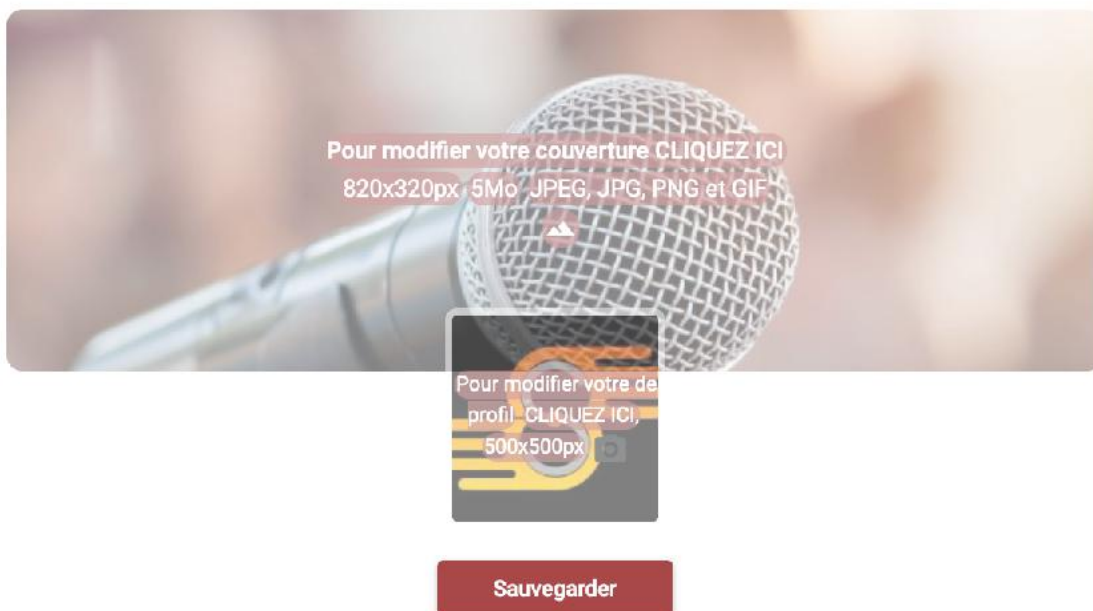 Pour modifier votre couverture CLIQUEZ ICI
820x320px 5Mo JPEG, JPG, PNG et GIF
Pour modifier votre de
profil CLIQUEZ ICI,
500x500px
Sauvegarder